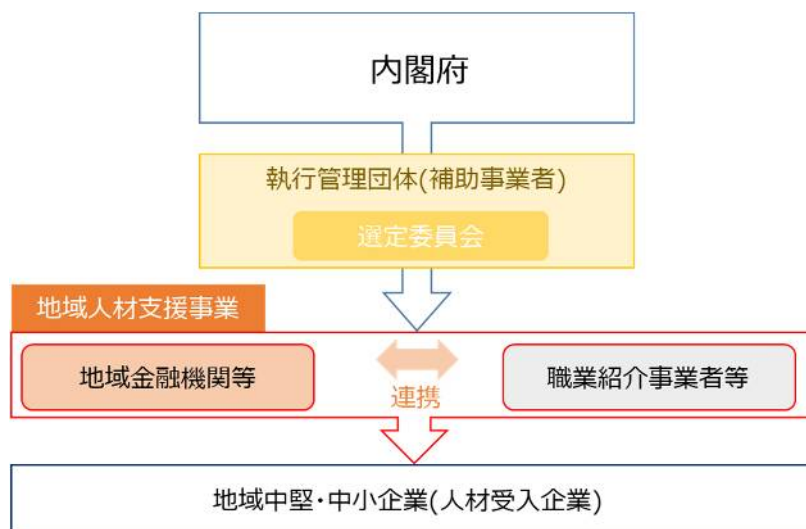 内閣府
執行管理団体(補助事業者)
選定委員会
地域人材支援事業
地域金融機関等
連携
職業紹介事業者等
地域中堅・中小企業(人材受入企業)